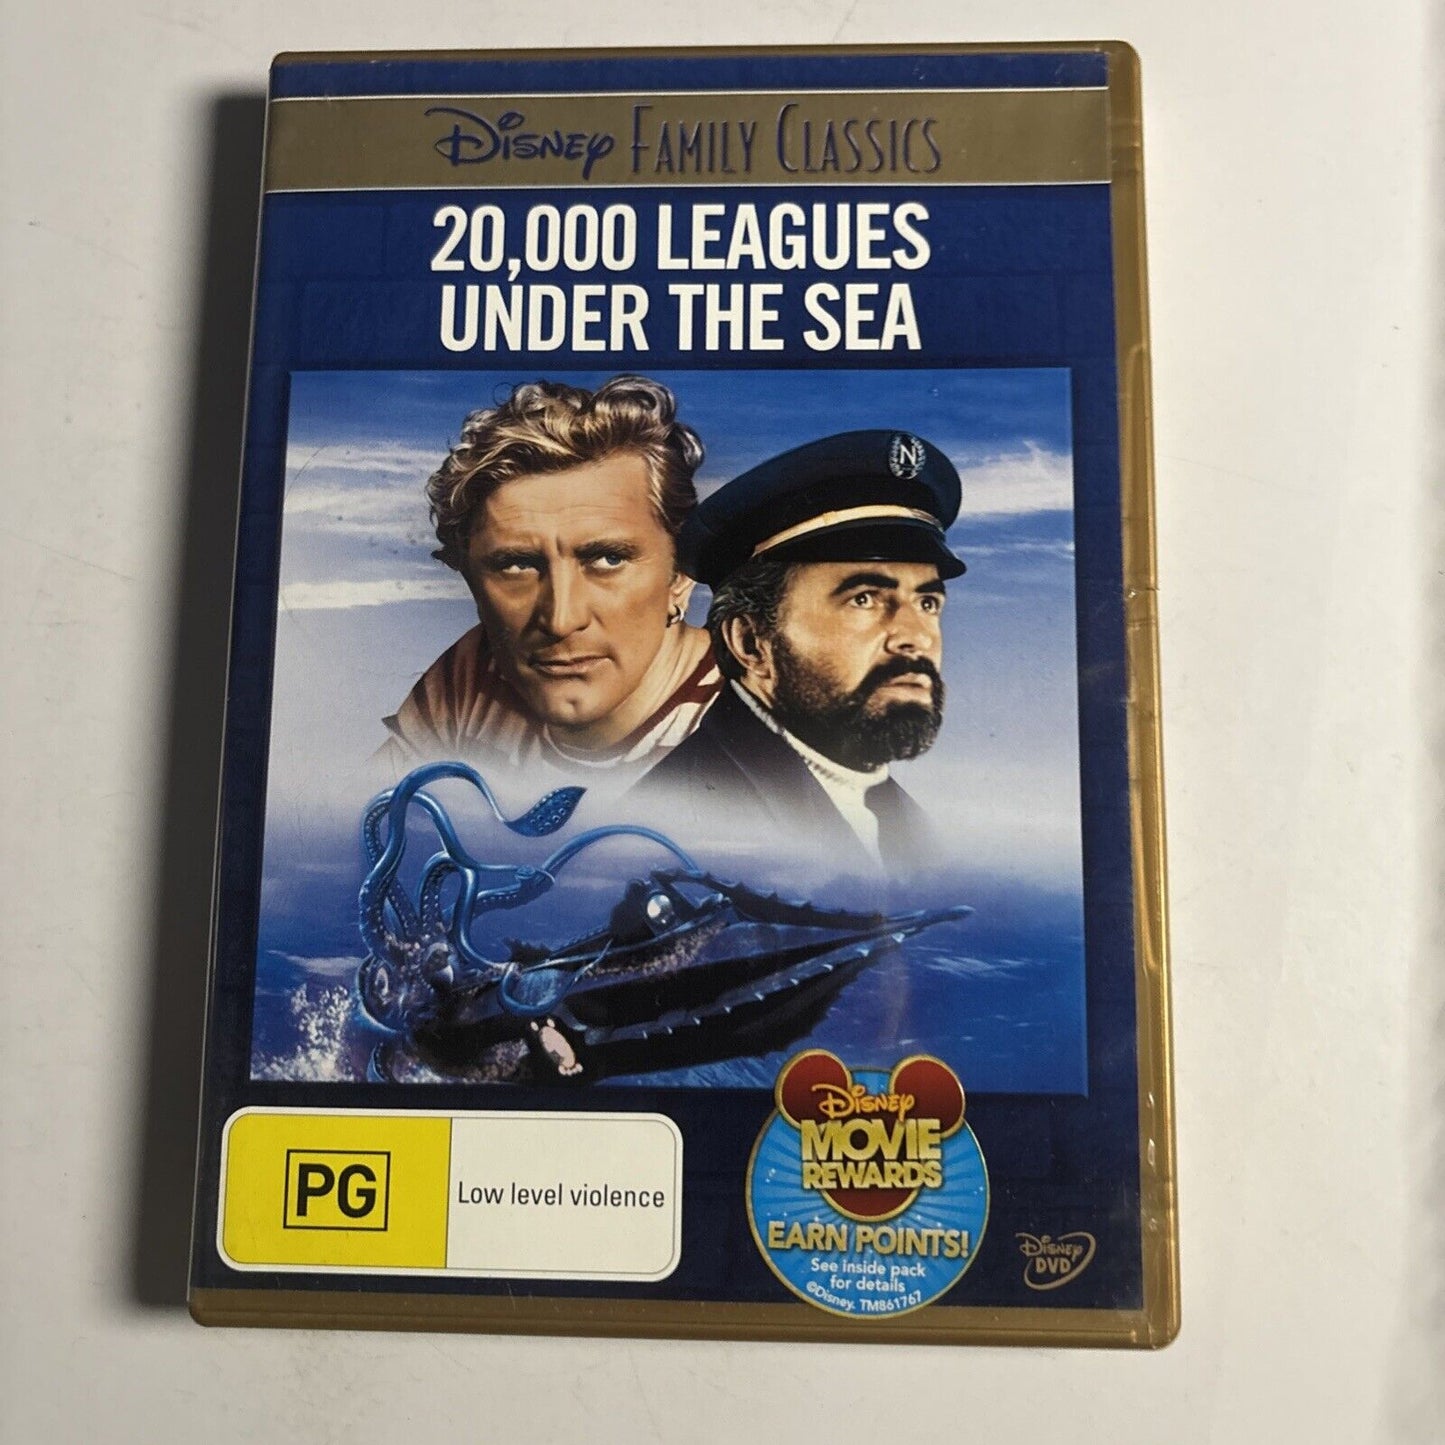 Disney Family Classics
20,000 LEAGUES
UNDER THE SEA
N
PG
Low level violence
Disney
MOVIE
REWARDS
EARN POINTS!
See inside pack
for details
©Disney. TM861767
Disney
DVD